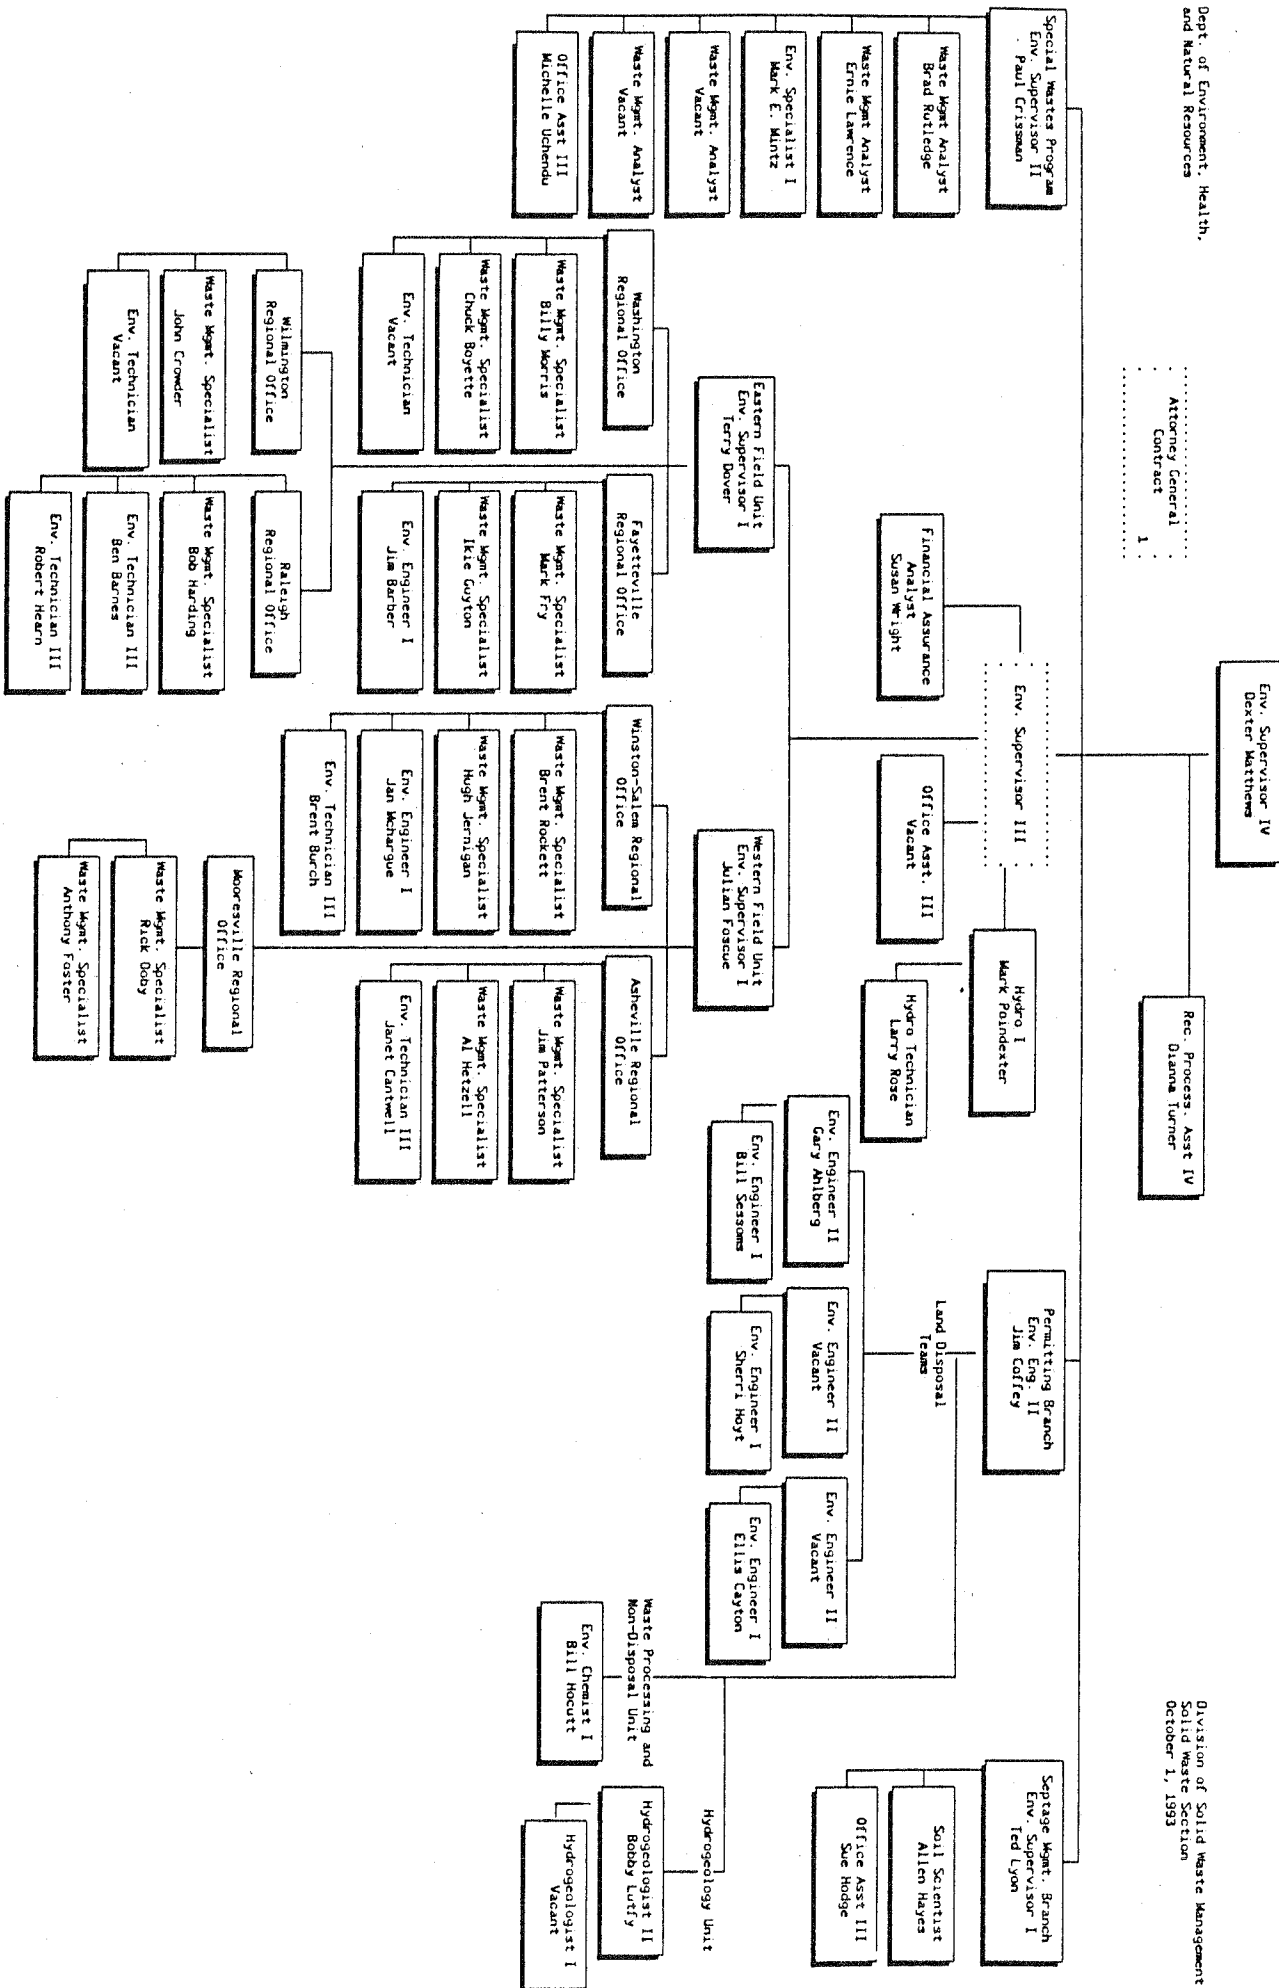 Dept. of Environment, Health,
and Natural Resources
Division of Solid Waste Management
Solid Waste Section
October 1, 1993
Env. Supervisor IV
Dexter Matthews
Rec. Process. Asst IV
Dianna Turner
Attorney General
Contract 1
Special Wastes Program
Env. Supervisor II
Paul Crissman
Waste Mgmt Analyst
Brad Rutledge
Waste Mgmt Analyst
Ernie Lawrence
Env. Specialist I
Mark E. Mintz
Waste Mgmt. Analyst
Vacant
Waste Mgmt. Analyst
Vacant
Office Asst III
Michelle Uchendu
Env. Supervisor III
Financial Assurance
Analyst
Susan Wright
Office Asst. III
Vacant
Hydro I
Mark Poindexter
Hydro Technician
Larry Rose
Eastern Field Unit
Env. Supervisor I
Terry Dover
Washington
Regional Office
Waste Mgmt. Specialist
Billy Morris
Waste Mgmt. Specialist
Chuck Boyette
Env. Technician
Vacant
Fayetteville
Regional Office
Waste Mgmt. Specialist
Mark Fry
Waste Mgmt. Specialist
Ikie Guyton
Env. Engineer I
Jim Barber
Wilmington
Regional Office
Waste Mgmt. Specialist
John Crowder
Env. Technician
Vacant
Raleigh
Regional Office
Waste Mgmt. Specialist
Bob Harding
Env. Technician III
Ben Barnes
Env. Technician III
Robert Hearn
Western Field Unit
Env. Supervisor I
Julian Foscue
Winston-Salem Regional
Office
Waste Mgmt. Specialist
Brent Rockett
Waste Mgmt. Specialist
Hugh Jernigan
Env. Engineer I
Jan McHargue
Env. Technician III
Brent Burch
Asheville Regional
Office
Waste Mgmt. Specialist
Jim Patterson
Waste Mgmt. Specialist
Al Hetzell
Env. Technician III
Janet Cantwell
Mooresville Regional
Office
Waste Mgmt. Specialist
Rick Doby
Waste Mgmt. Specialist
Anthony Foster
Permitting Branch
Env. Eng. II
Jim Coffey
Land Disposal
Teams
Env. Engineer II
Gary Ahlberg
Env. Engineer I
Bill Sessoms
Env. Engineer II
Vacant
Env. Engineer I
Sherri Hoyt
Env. Engineer II
Vacant
Env. Engineer I
Ellis Cayton
Waste Processing and
Non-Disposal Unit
Env. Chemist I
Bill Hocutt
Hydrogeology Unit
Hydrogeologist II
Bobby Lutfy
Hydrogeologist I
Vacant
Septage Mgmt. Branch
Env. Supervisor I
Ted Lyon
Soil Scientist
Allen Hayes
Office Asst III
Sue Hodge